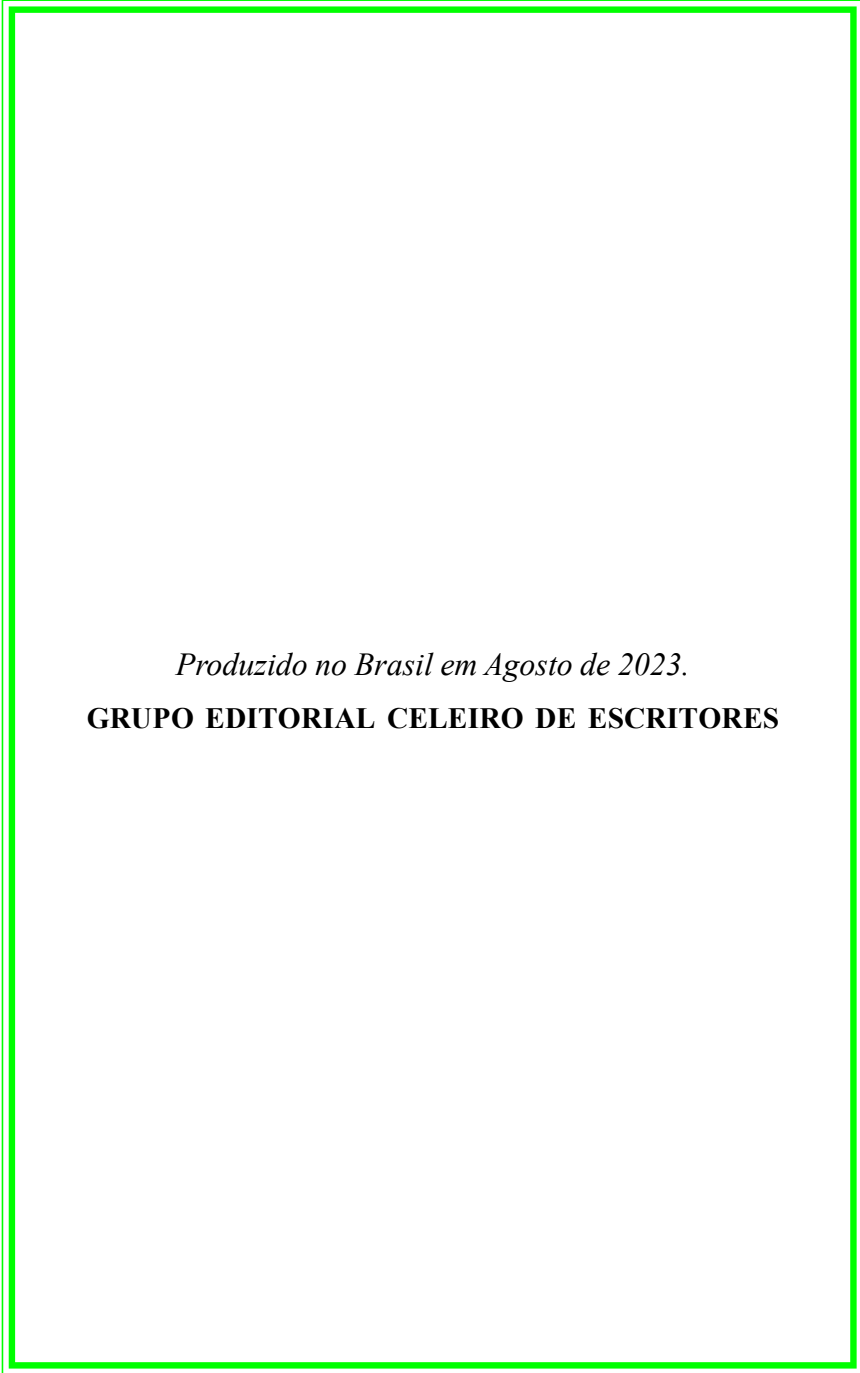 Produzido no Brasil em Agosto de 2023.
GRUPO EDITORIAL CELEIRO DE ESCRITORES